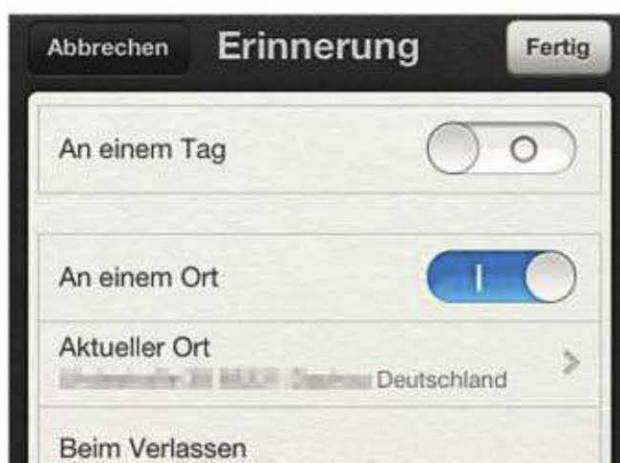 Abbrechen Erinnerung Fertig
An einem Tag
An einem Ort
Aktueller Ort
Deutschland
Beim Verlassen